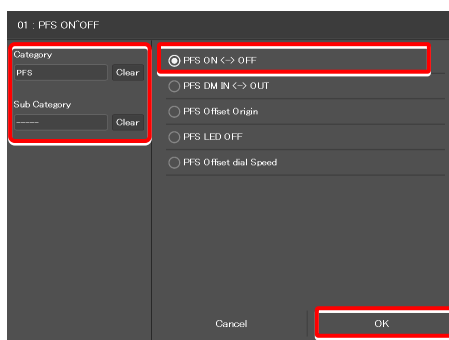 01 : PFS ON~OFF
Category
PFS
Clear
Sub Category
-----
Clear
PFS ON <-> OFF
PFS DM IN <-> OUT
PFS Offset Origin
PFS LED OFF
PFS Offset dial Speed
Cancel
OK